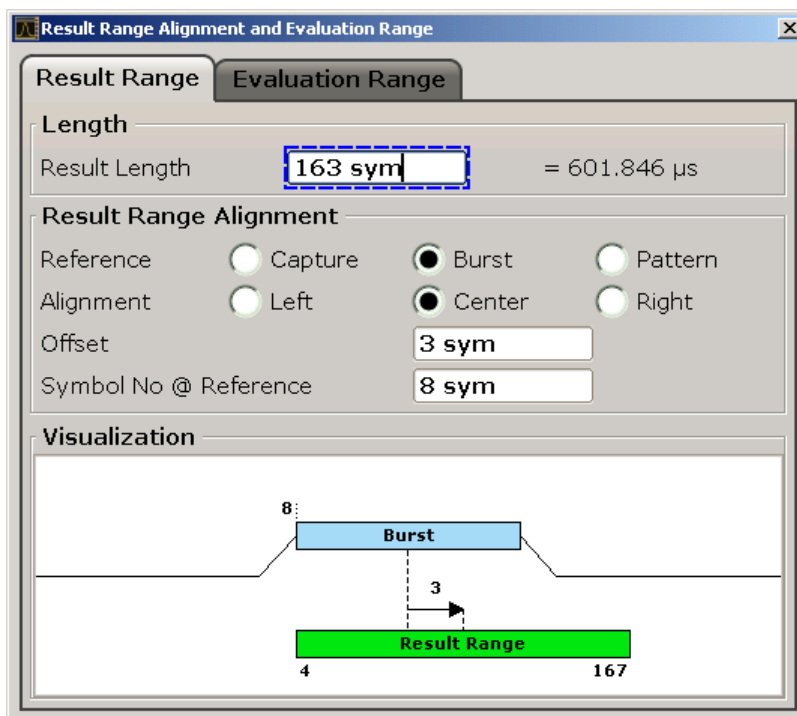 Result Range Alignment and Evaluation Range
Result Range Evaluation Range
Length
Result Length 163 sym = 601.846 µs
Result Range Alignment
Reference Capture Burst Pattern
Alignment Left Center Right
Offset 3 sym
Symbol No @ Reference 8 sym
Visualization
8
Burst
3
Result Range
4 167